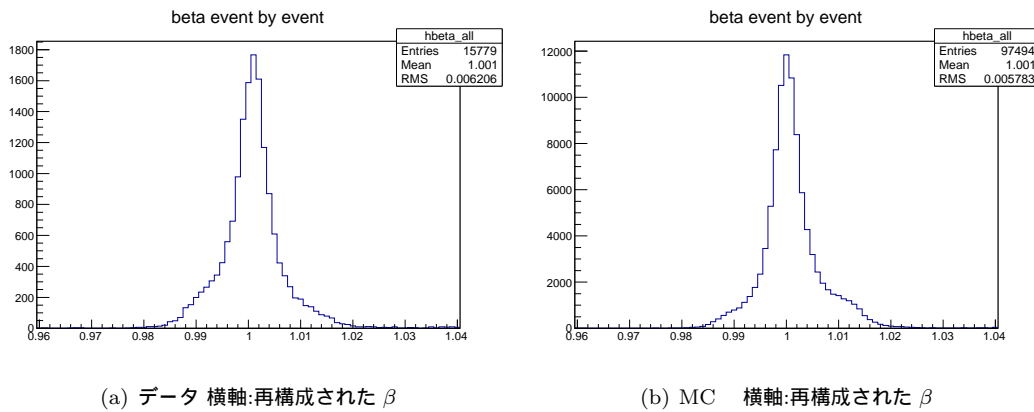 beta event by event
hbeta_all
Entries 15779
Mean 1.001
RMS 0.006206
1800
1600
1400
1200
1000
800
600
400
200
0
0.96 0.97 0.98 0.99 1 1.01 1.02 1.03 1.04
(a) データ 横軸:再構成された β
beta event by event
hbeta_all
Entries 97494
Mean 1.001
RMS 0.005783
12000
10000
8000
6000
4000
2000
0
0.96 0.97 0.98 0.99 1 1.01 1.02 1.03 1.04
(b) MC 横軸:再構成された β